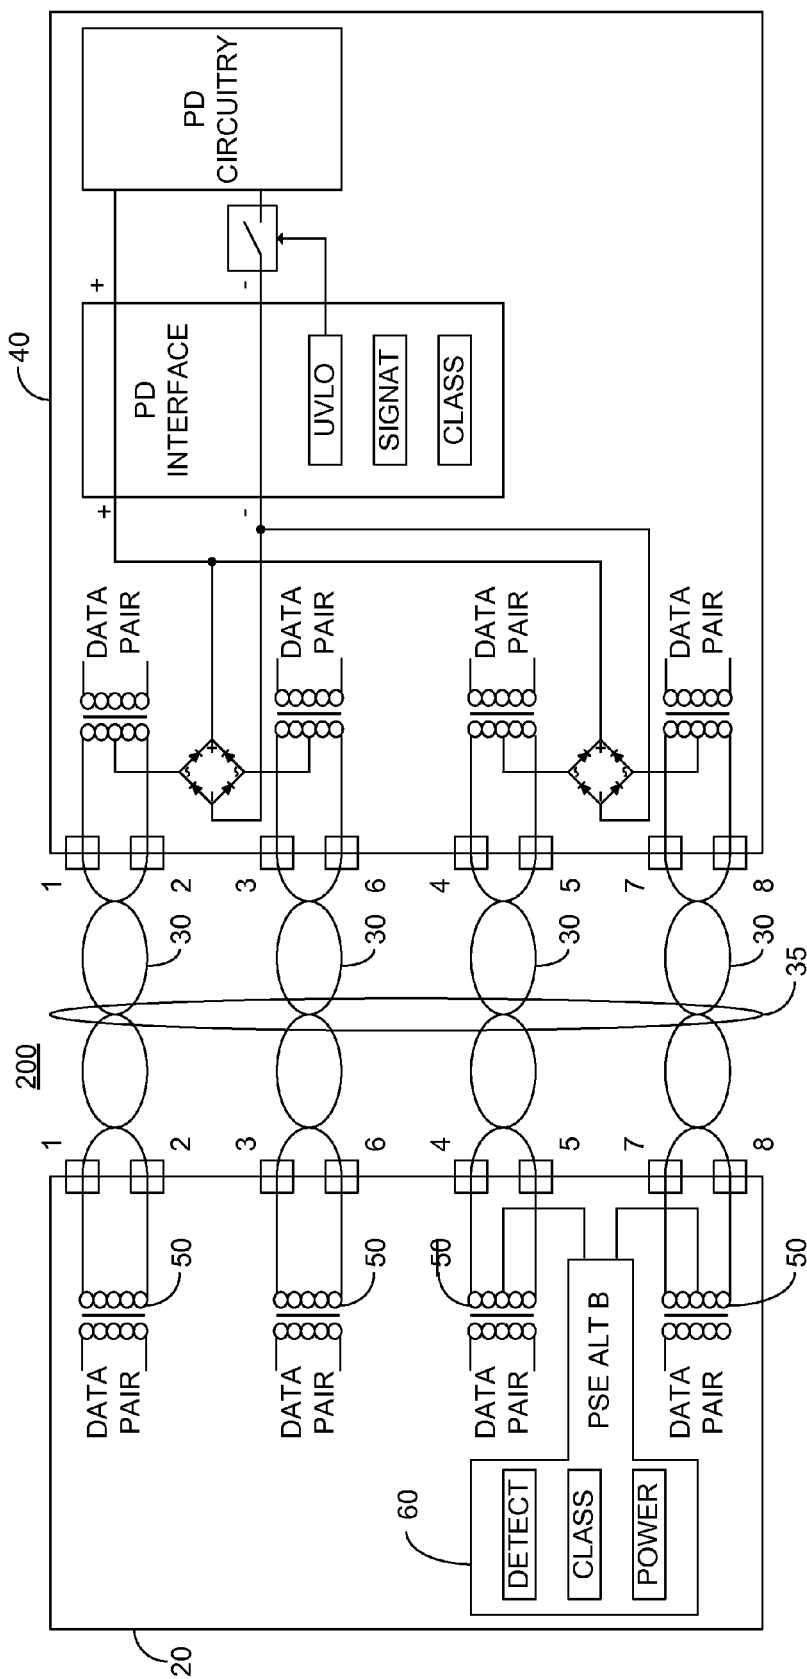 200
20
DATA
PAIR
50
1
2
30
1
2
DATA
PAIR
DATA
PAIR
50
3
6
30
3
6
DATA
PAIR
DATA
PAIR
50
4
5
30
4
5
DATA
PAIR
DATA
PAIR
50
7
8
30
7
8
DATA
PAIR
35
60
DETECT
CLASS
POWER
PSE ALT B
40
+
-
PD
INTERFACE
UVLO
SIGNAT
CLASS
+
-
PD
CIRCUITRY